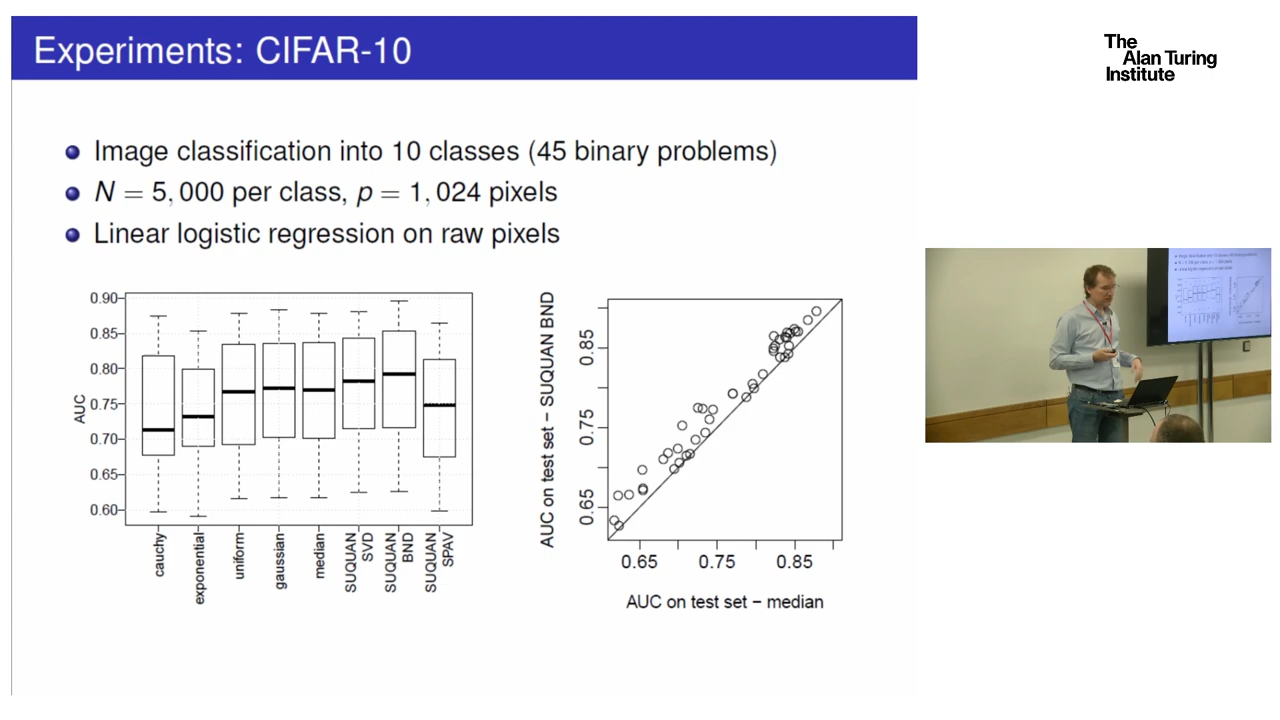 Experiments: CIFAR-10
The
Alan Turing
Institute
Image classification into 10 classes (45 binary problems)
N = 5, 000 per class, p = 1, 024 pixels
Linear logistic regression on raw pixels
AUC
0.90
0.85
0.80
0.75
0.70
0.65
0.60
cauchy
exponential
uniform
gaussian
median
SUQUAN
SVD
SUQUAN
BND
SUQUAN
SPAV
AUC on test set − SUQUAN BND
0.85
0.75
0.65
0.65 0.75 0.85
AUC on test set − median